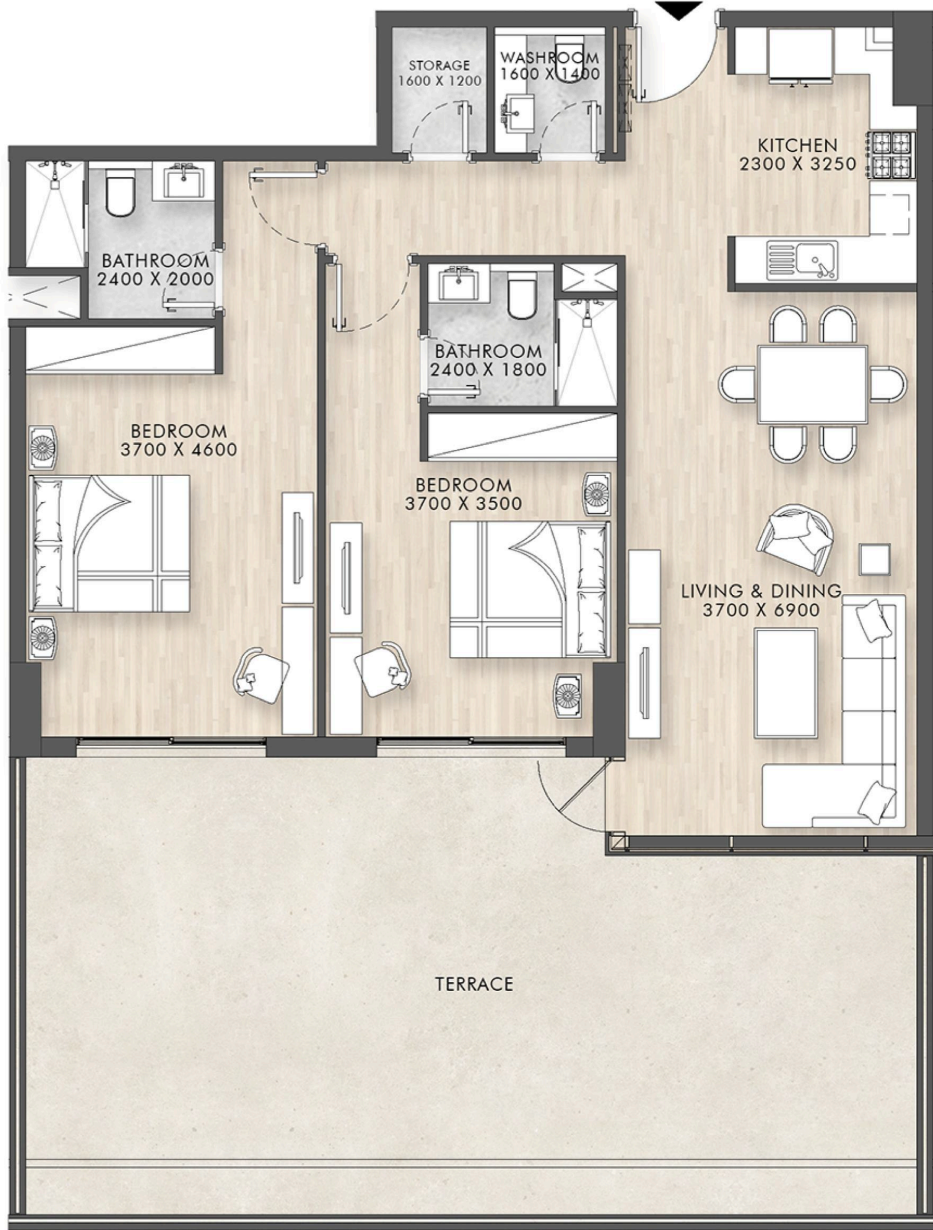 STORAGE
1600 X 1200
WASHROOM
1600 X 1400
KITCHEN
2300 X 3250
BATHROOM
2400 X 2000
BATHROOM
2400 X 1800
BEDROOM
3700 X 4600
BEDROOM
3700 X 3500
LIVING & DINING
3700 X 6900
TERRACE